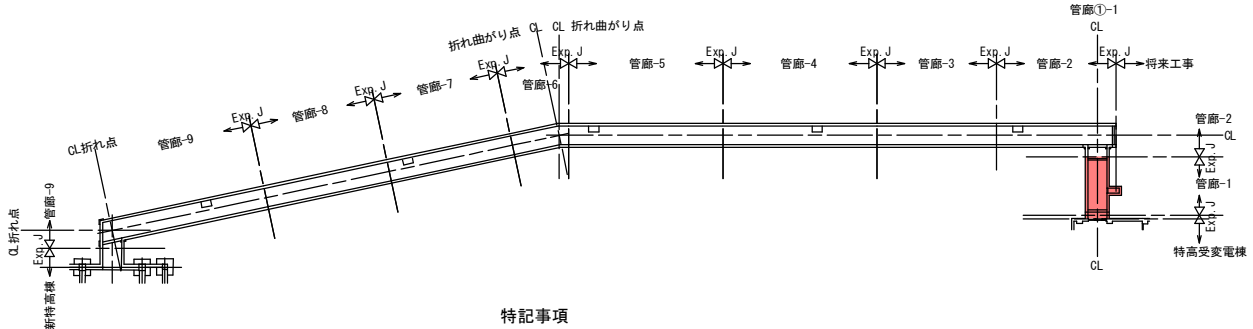 管廊①-1
CL
折れ曲がり点 CL
CL 折れ曲がり点
Exp. J
Exp. J
Exp. J
Exp. J
Exp. J
管廊-5
管廊-4
管廊-3
管廊-2
将来工事
Exp. J
管廊-6
管廊-7
Exp. J
管廊-8
Exp. J
管廊-9
CL折れ点
管廊-2
CL
Exp. J
管廊-1
Exp. J
特高受変電棟
CL
管廊-9
CL折れ点
Exp. J
新特高棟
特記事項